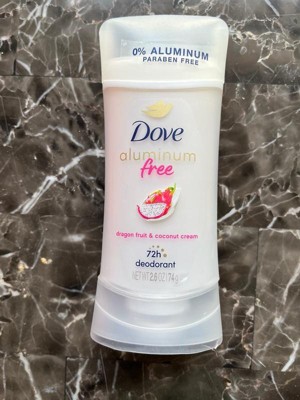 0% ALUMINUM
PARABEN FREE
Dove
aluminum
free
dragon fruit & coconut cream
72h
deodorant
NET WT 2.6 OZ (74 g)